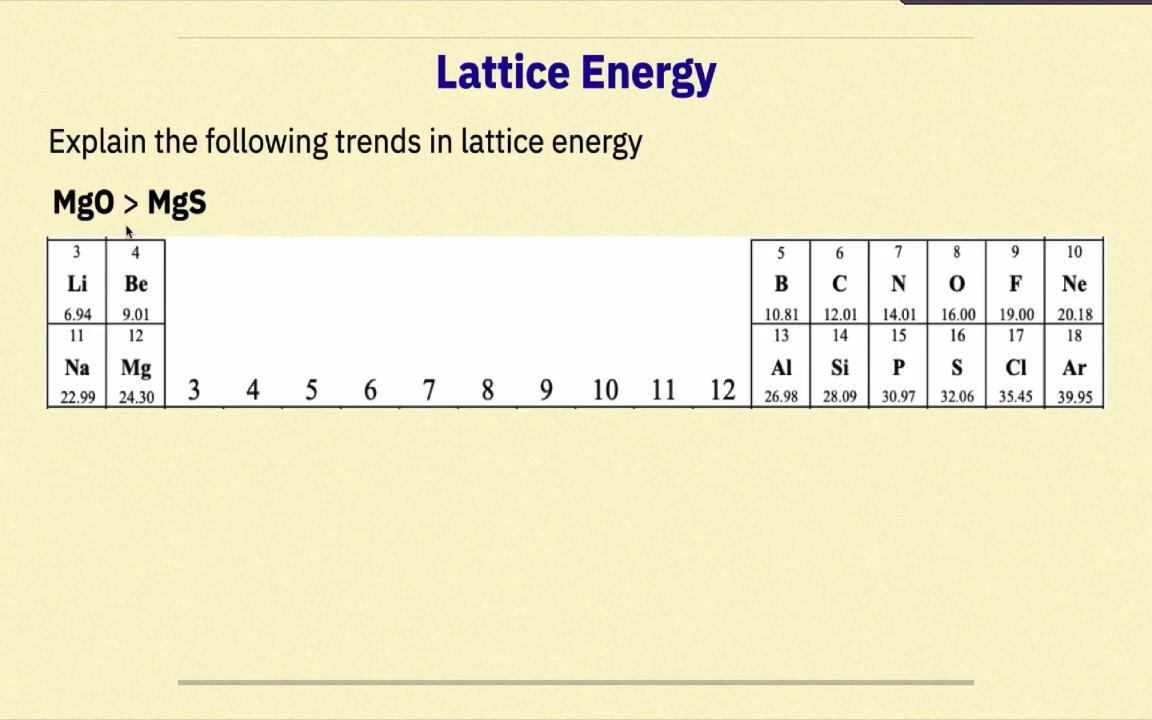 Lattice Energy
Explain the following trends in lattice energy
MgO > MgS
3 4 5 6 7 8 9 10
Li Be B C N O F Ne
6.94 9.01 10.81 12.01 14.01 16.00 19.00 20.18
11 12 13 14 15 16 17 18
Na Mg Al Si P S Cl Ar
3 4 5 6 7 8 9 10 11 12
22.99 24.30 26.98 28.09 30.97 32.06 35.45 39.95